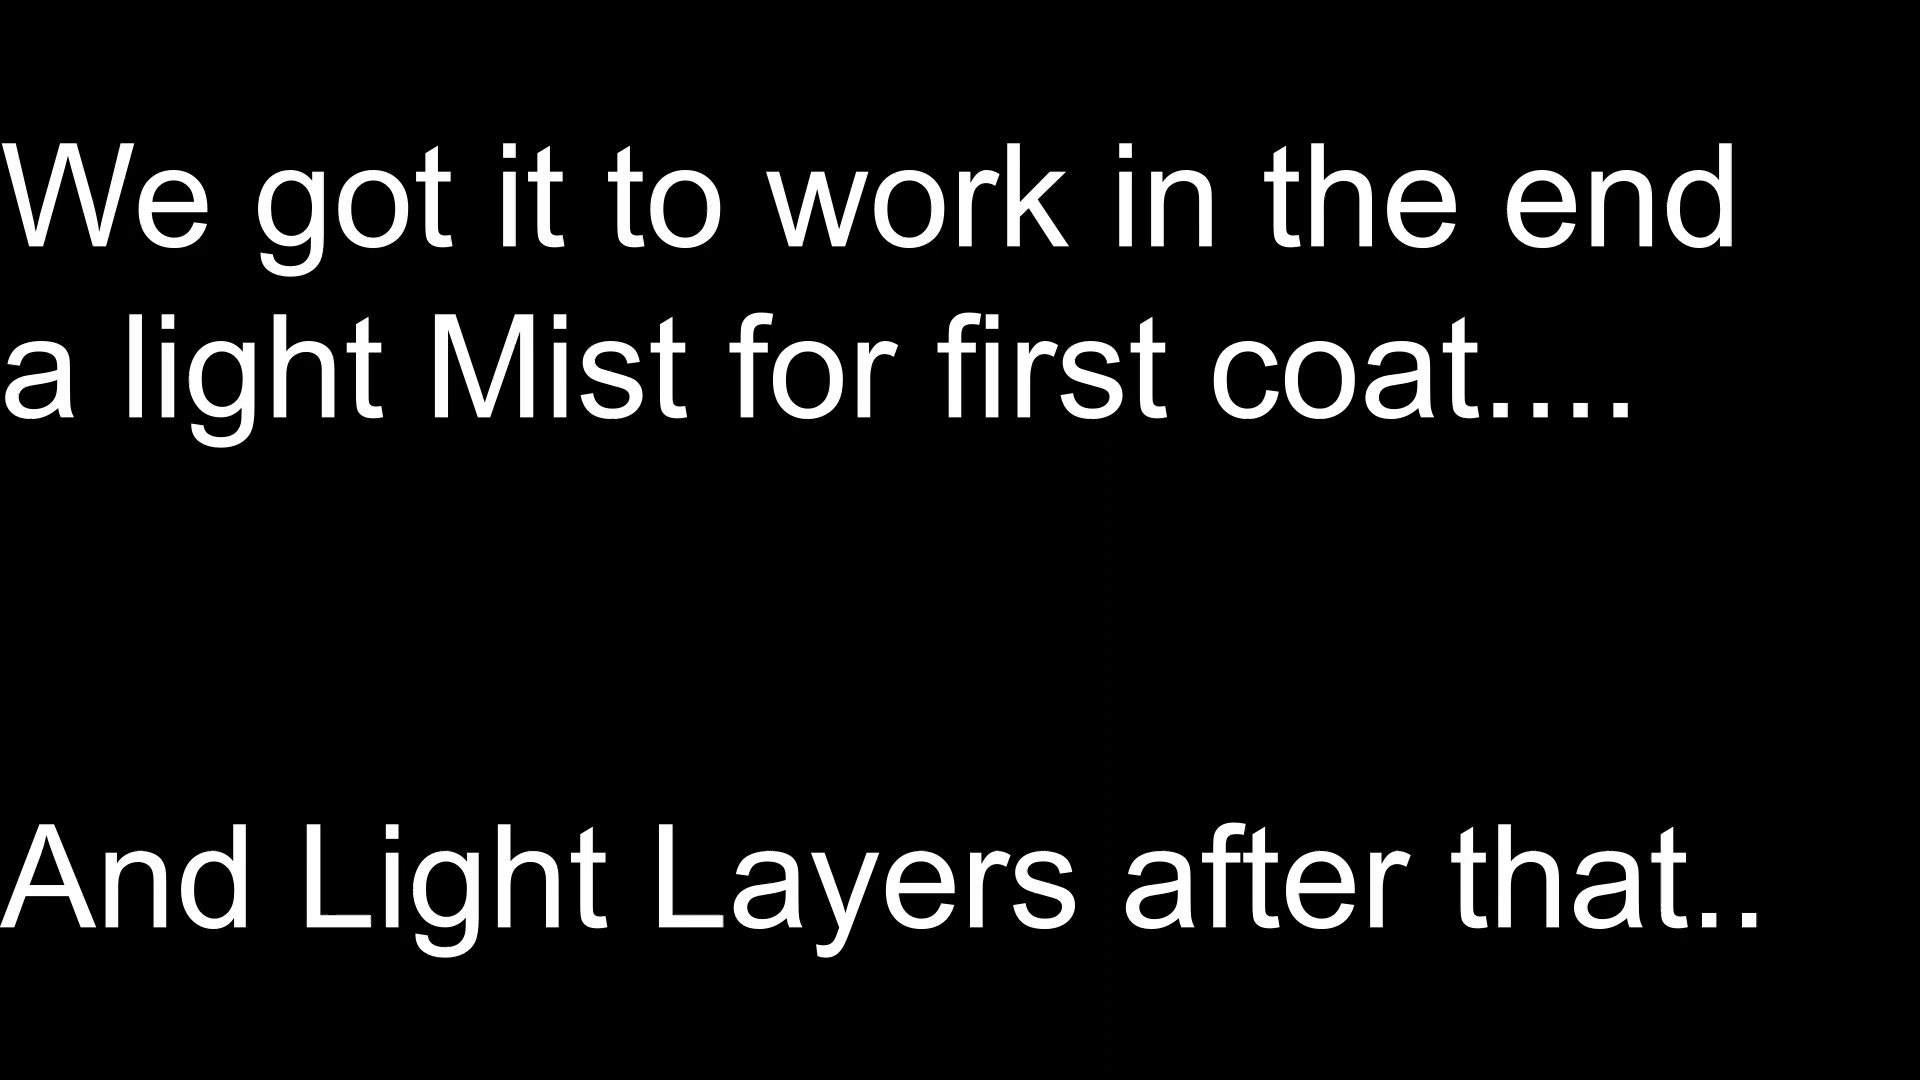 We got it to work in the end
a light Mist for first coat....
And Light Layers after that..